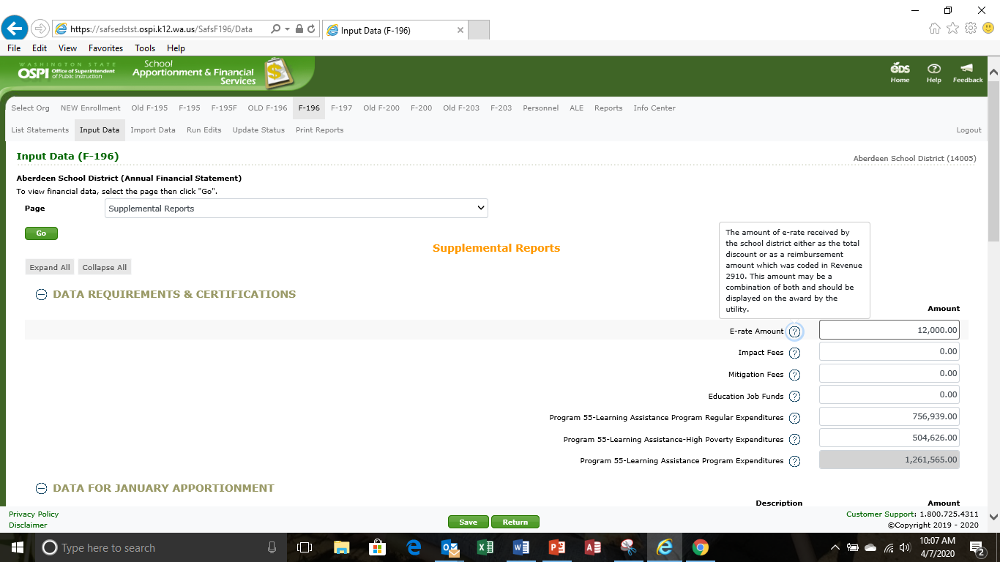 https://safsedstst.ospi.k12.wa.us/SafsF196/Data
Input Data (F-196)
File Edit View Favorites Tools Help
WASHINGTON STATE
OSPI Office of Superintendent of Public Instruction
School
Apportionment & Financial
Services
eds
Home Help Feedback
Select Org NEW Enrollment Old F-195 F-195 F-195F OLD F-196 F-196 F-197 Old F-200 F-200 Old F-203 F-203 Personnel ALE Reports Info Center
List Statements Input Data Import Data Run Edits Update Status Print Reports Logout
Input Data (F-196)
Aberdeen School District (14005)
Aberdeen School District (Annual Financial Statement)
To view financial data, select the page then click "Go".
Page Supplemental Reports
Go
The amount of e-rate received by
the school district either as the total
discount or as a reimbursement
amount which was coded in Revenue
2910. This amount may be a
combination of both and should be
displayed on the award by the
utility.
Supplemental Reports
Expand All Collapse All
DATA REQUIREMENTS & CERTIFICATIONS
Amount
E-rate Amount ? 12,000.00
Impact Fees ? 0.00
Mitigation Fees ? 0.00
Education Job Funds ? 0.00
Program 55-Learning Assistance Program Regular Expenditures ? 756,939.00
Program 55-Learning Assistance-High Poverty Expenditures ? 504,626.00
Program 55-Learning Assistance Program Expenditures ? 1,261,565.00
DATA FOR JANUARY APPORTIONMENT
Description Amount
Privacy Policy
Disclaimer
Save Return
Customer Support: 1.800.725.4311
©Copyright 2019 - 2020
Type here to search
10:07 AM
4/7/2020
2